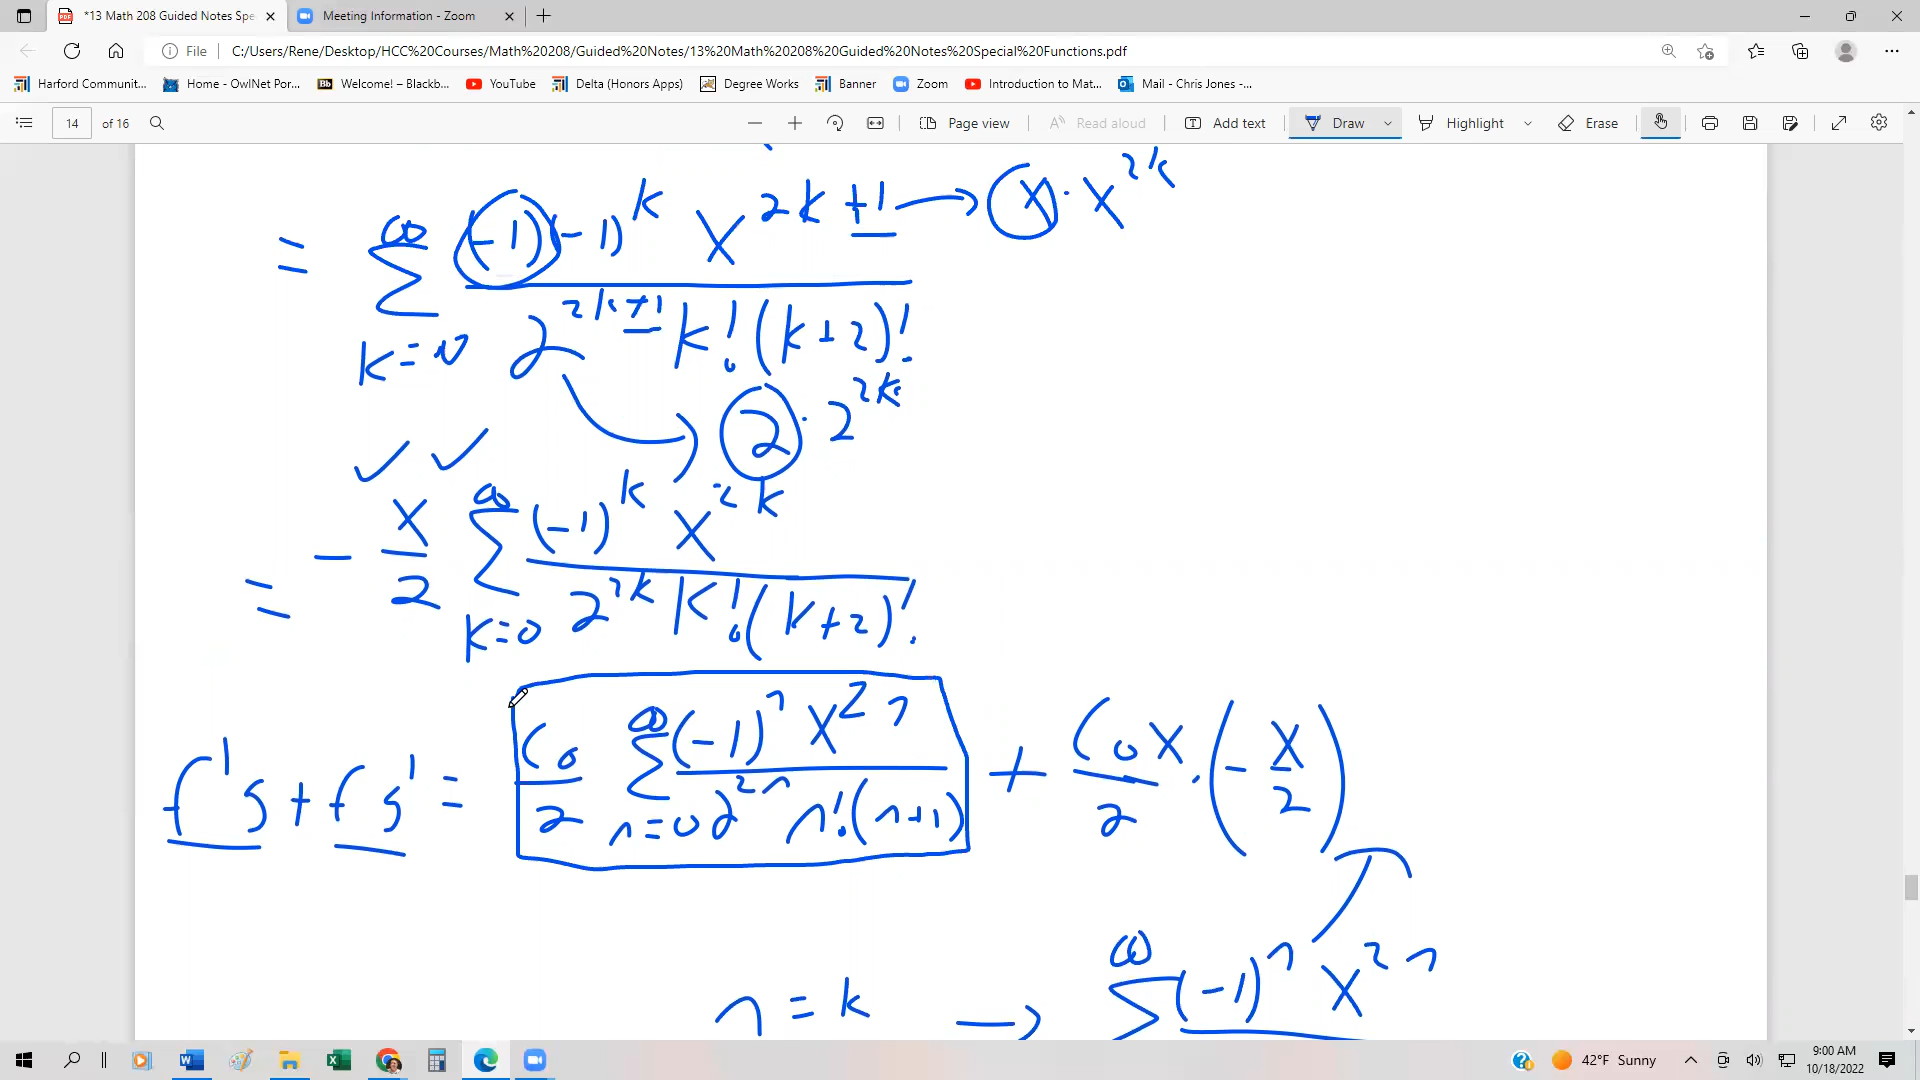 *13 Math 208 Guided Notes Spe
Meeting Information - Zoom
File C:/Users/Rene/Desktop/HCC%20Courses/Math%20208/Guided%20Notes/13%20Math%20208%20Guided%20Notes%20Special%20Functions.pdf
Harford Communit... Home - OwlNet Por... Bb Welcome! – Blackb... YouTube Delta (Honors Apps) Degree Works Banner Zoom Introduction to Mat... Mail - Chris Jones -...
14 of 16 Page view Read aloud Add text Draw Highlight Erase
= ∞ Σ k=0 (-1)(-1)^k x^(2k+1) → x · x^(2k)
2^(2k+1) k!(k+2)!
2 · 2^(2k)
✓ ✓
= - x/2 ∞ Σ k=0 (-1)^k x^(2k)
2^(2k) k!(k+2)!
f's + fs' = C₀/2 ∞ Σ n=0 (-1)^n x^(2n) / 2^(2n) n!(n+1) + C₀x/2 · (- x/2)
n = k → ∞ Σ (-1)^n x^(2n)
42°F Sunny
9:00 AM
10/18/2022